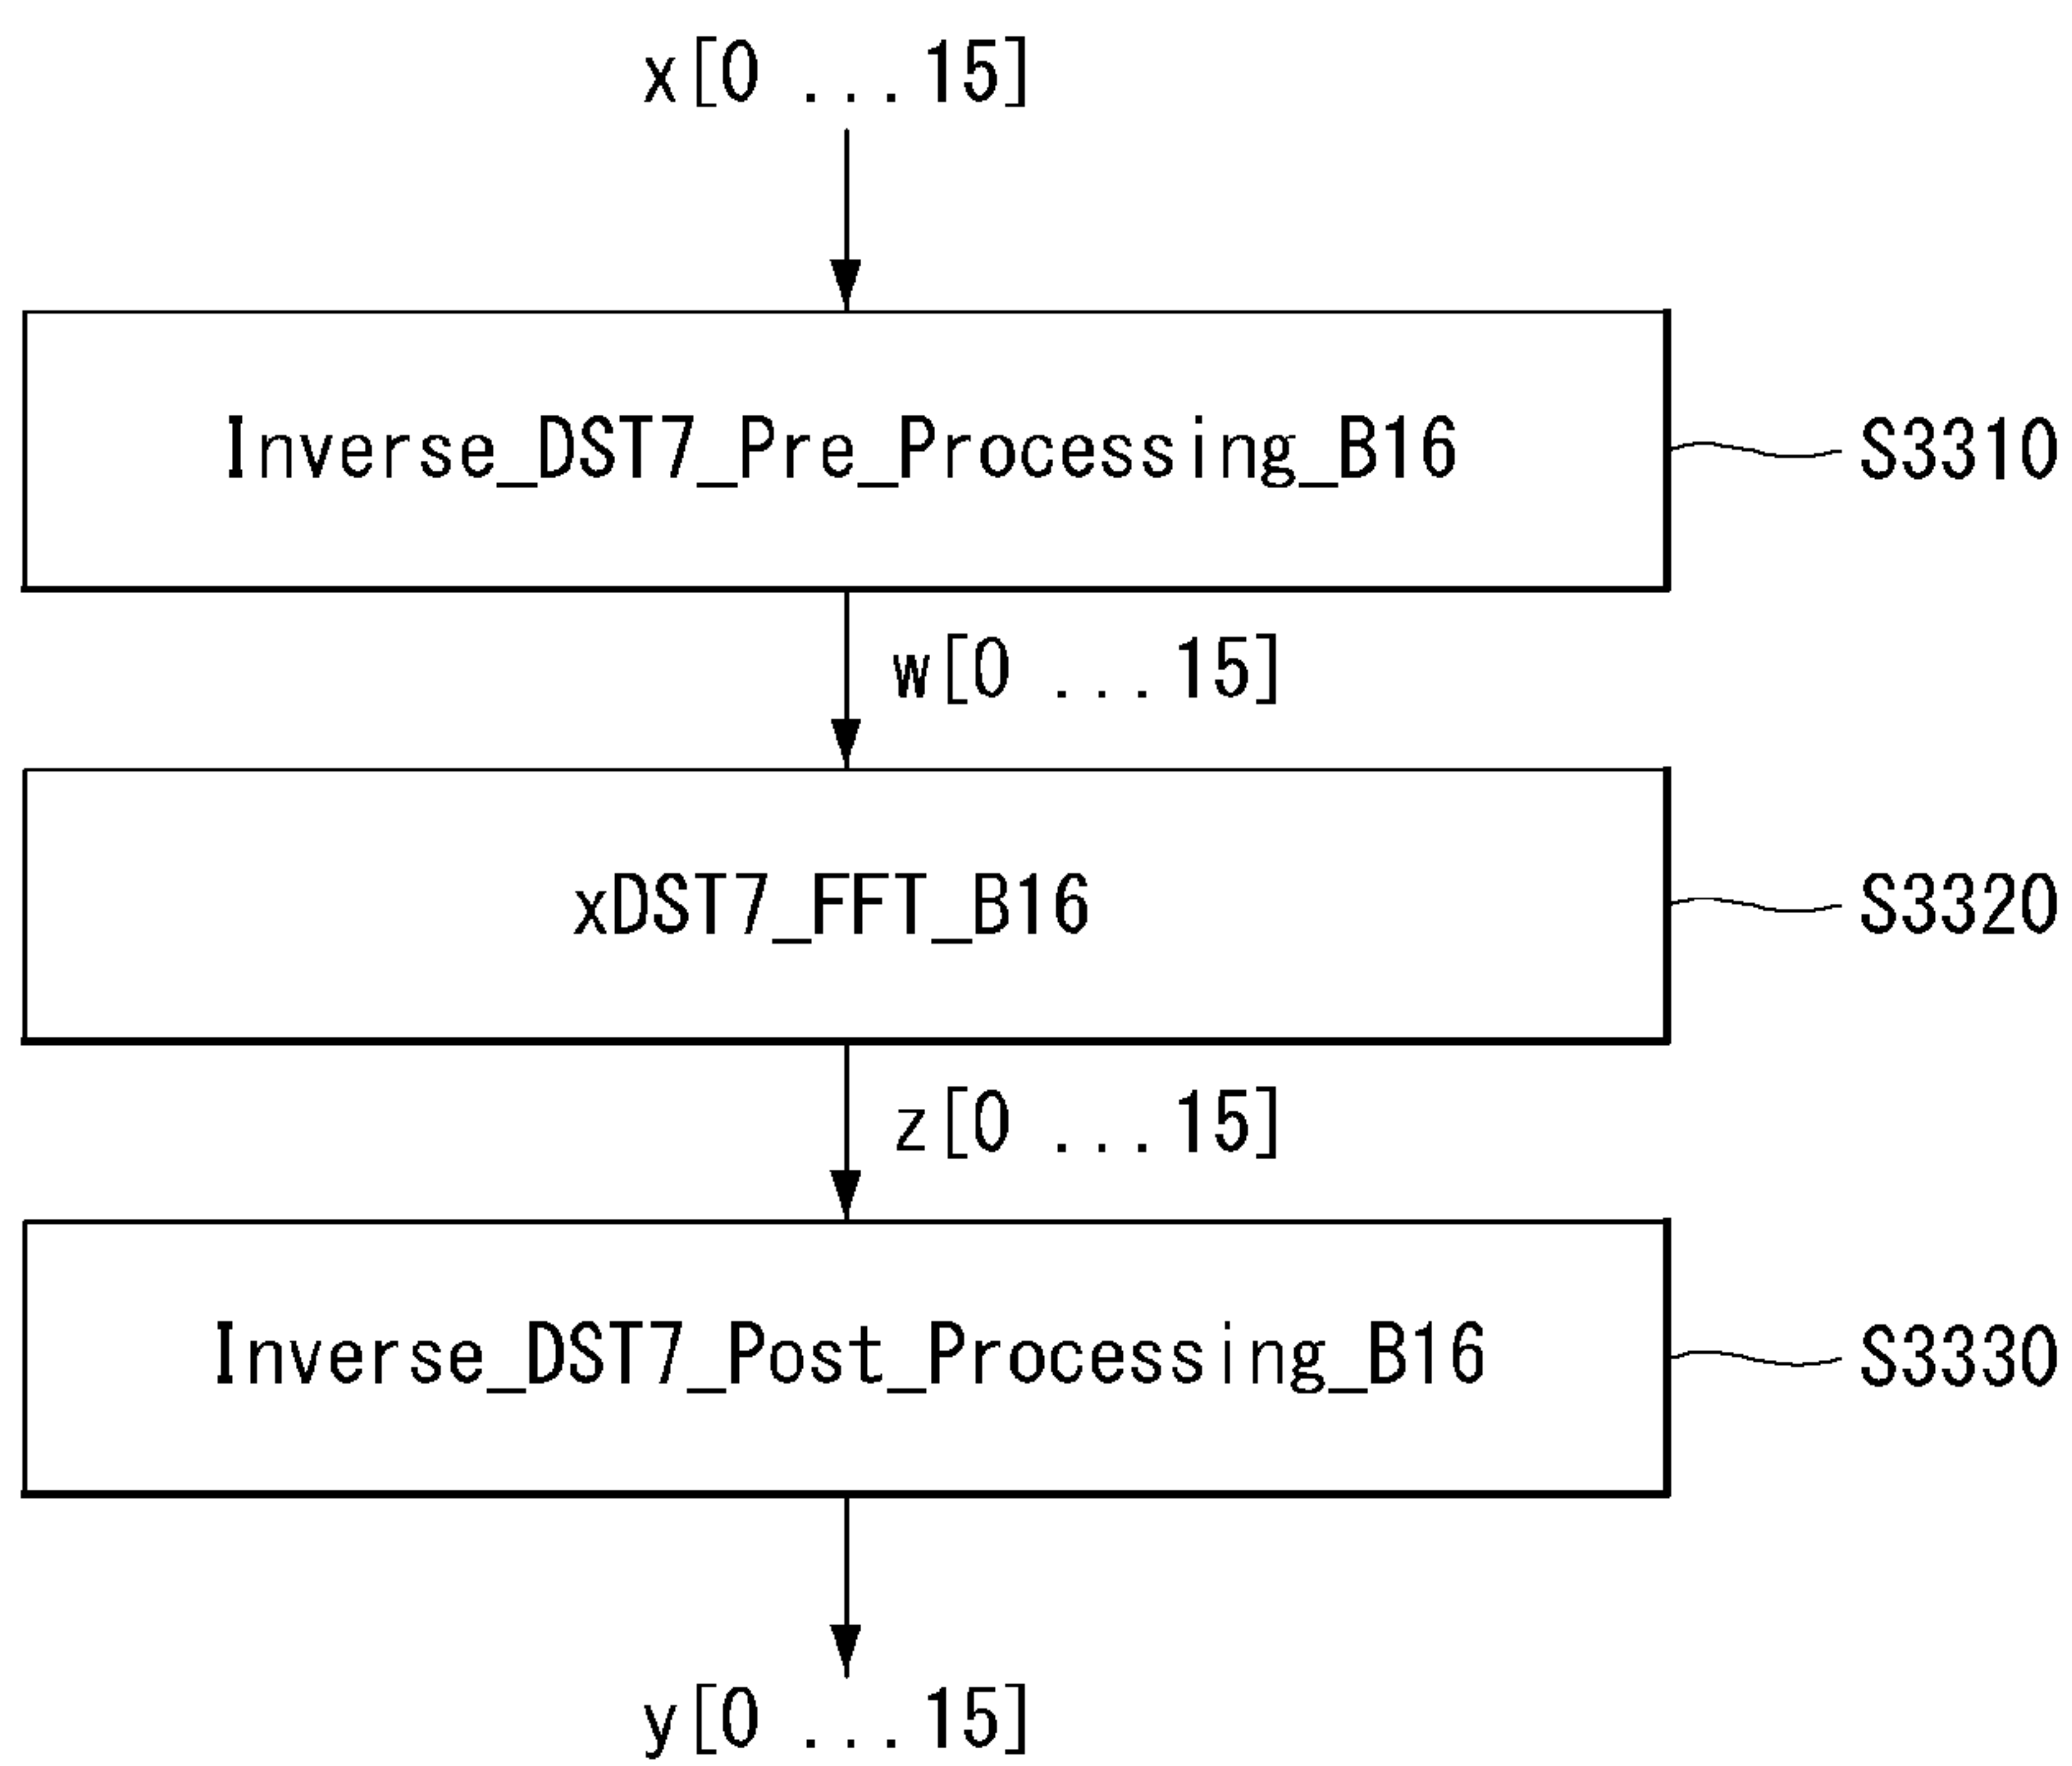 x[0 ...15]
Inverse_DST7_Pre_Processing_B16
S3310
w[0 ...15]
xDST7_FFT_B16
S3320
z[0 ...15]
Inverse_DST7_Post_Processing_B16
S3330
y[0 ...15]